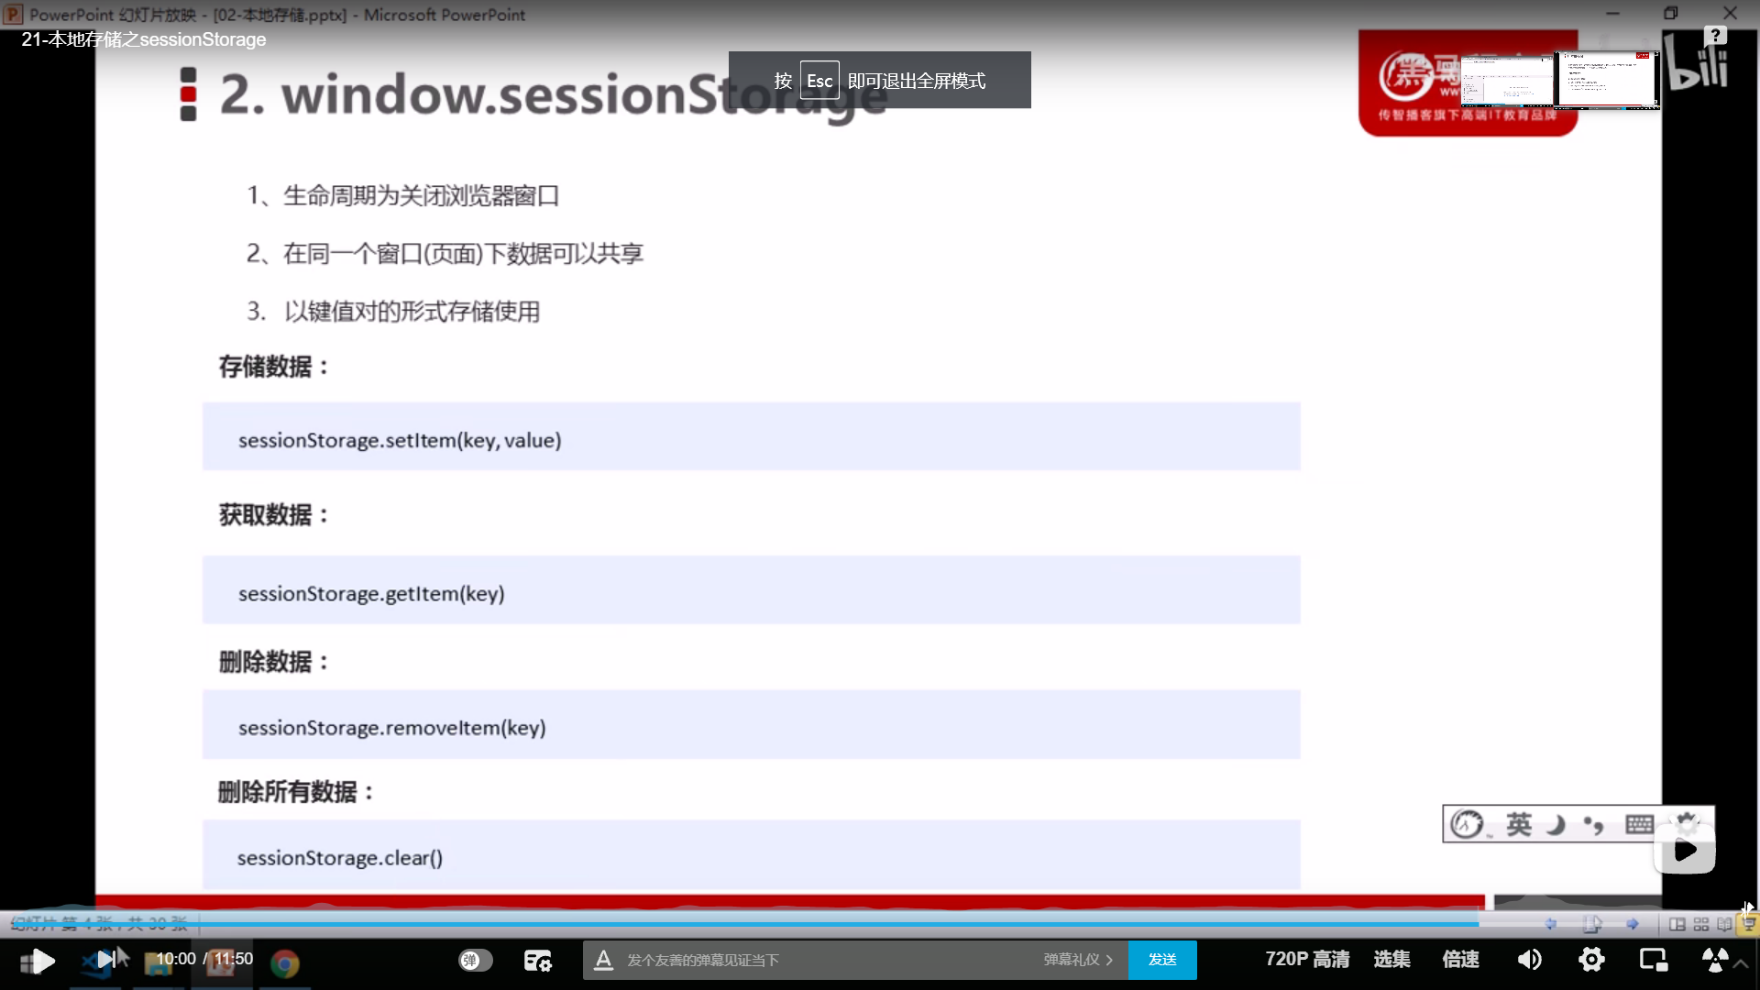 PowerPoint 幻灯片放映 - [02-本地存储.pptx] - Microsoft PowerPoint
21-本地存储之sessionStorage
按 Esc 即可退出全屏模式
2. window.sessionStorage
传智播客旗下高端IT教育品牌
bili
1、生命周期为关闭浏览器窗口
2、在同一个窗口(页面)下数据可以共享
3. 以键值对的形式存储使用
存储数据：
sessionStorage.setItem(key, value)
获取数据：
sessionStorage.getItem(key)
删除数据：
sessionStorage.removeItem(key)
删除所有数据：
sessionStorage.clear()
英
幻灯片 第 4 张，共 30 张
10:00 / 11:50
弹
发个友善的弹幕见证当下
弹幕礼仪 >
发送
720P 高清
选集
倍速